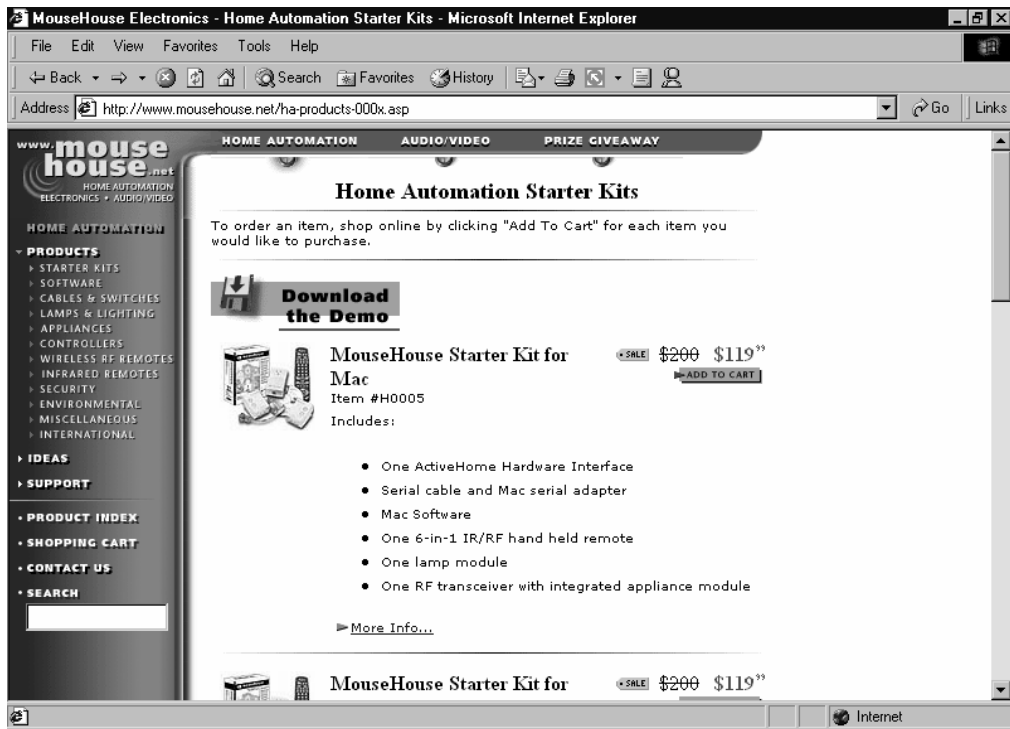 MouseHouse Electronics - Home Automation Starter Kits - Microsoft Internet Explorer
File Edit View Favorites Tools Help
Back Search Favorites History
Address http://www.mousehouse.net/ha-products-000x.asp Go Links
www.mouse
house.net
HOME AUTOMATION
ELECTRONICS • AUDIO/VIDEO
HOME AUTOMATION AUDIO/VIDEO PRIZE GIVEAWAY
HOME AUTOMATION
PRODUCTS
STARTER KITS
SOFTWARE
CABLES & SWITCHES
LAMPS & LIGHTING
APPLIANCES
CONTROLLERS
WIRELESS RF REMOTES
INFRARED REMOTES
SECURITY
ENVIRONMENTAL
MISCELLANEOUS
INTERNATIONAL
IDEAS
SUPPORT
• PRODUCT INDEX
• SHOPPING CART
• CONTACT US
• SEARCH
Home Automation Starter Kits
To order an item, shop online by clicking "Add To Cart" for each item you
would like to purchase.
Download
the Demo
MouseHouse Starter Kit for
Mac
• SALE $200 $119⁹⁹
ADD TO CART
Item #H0005
Includes:
• One ActiveHome Hardware Interface
• Serial cable and Mac serial adapter
• Mac Software
• One 6-in-1 IR/RF hand held remote
• One lamp module
• One RF transceiver with integrated appliance module
More Info...
MouseHouse Starter Kit for
• SALE $200 $119⁹⁹
Internet